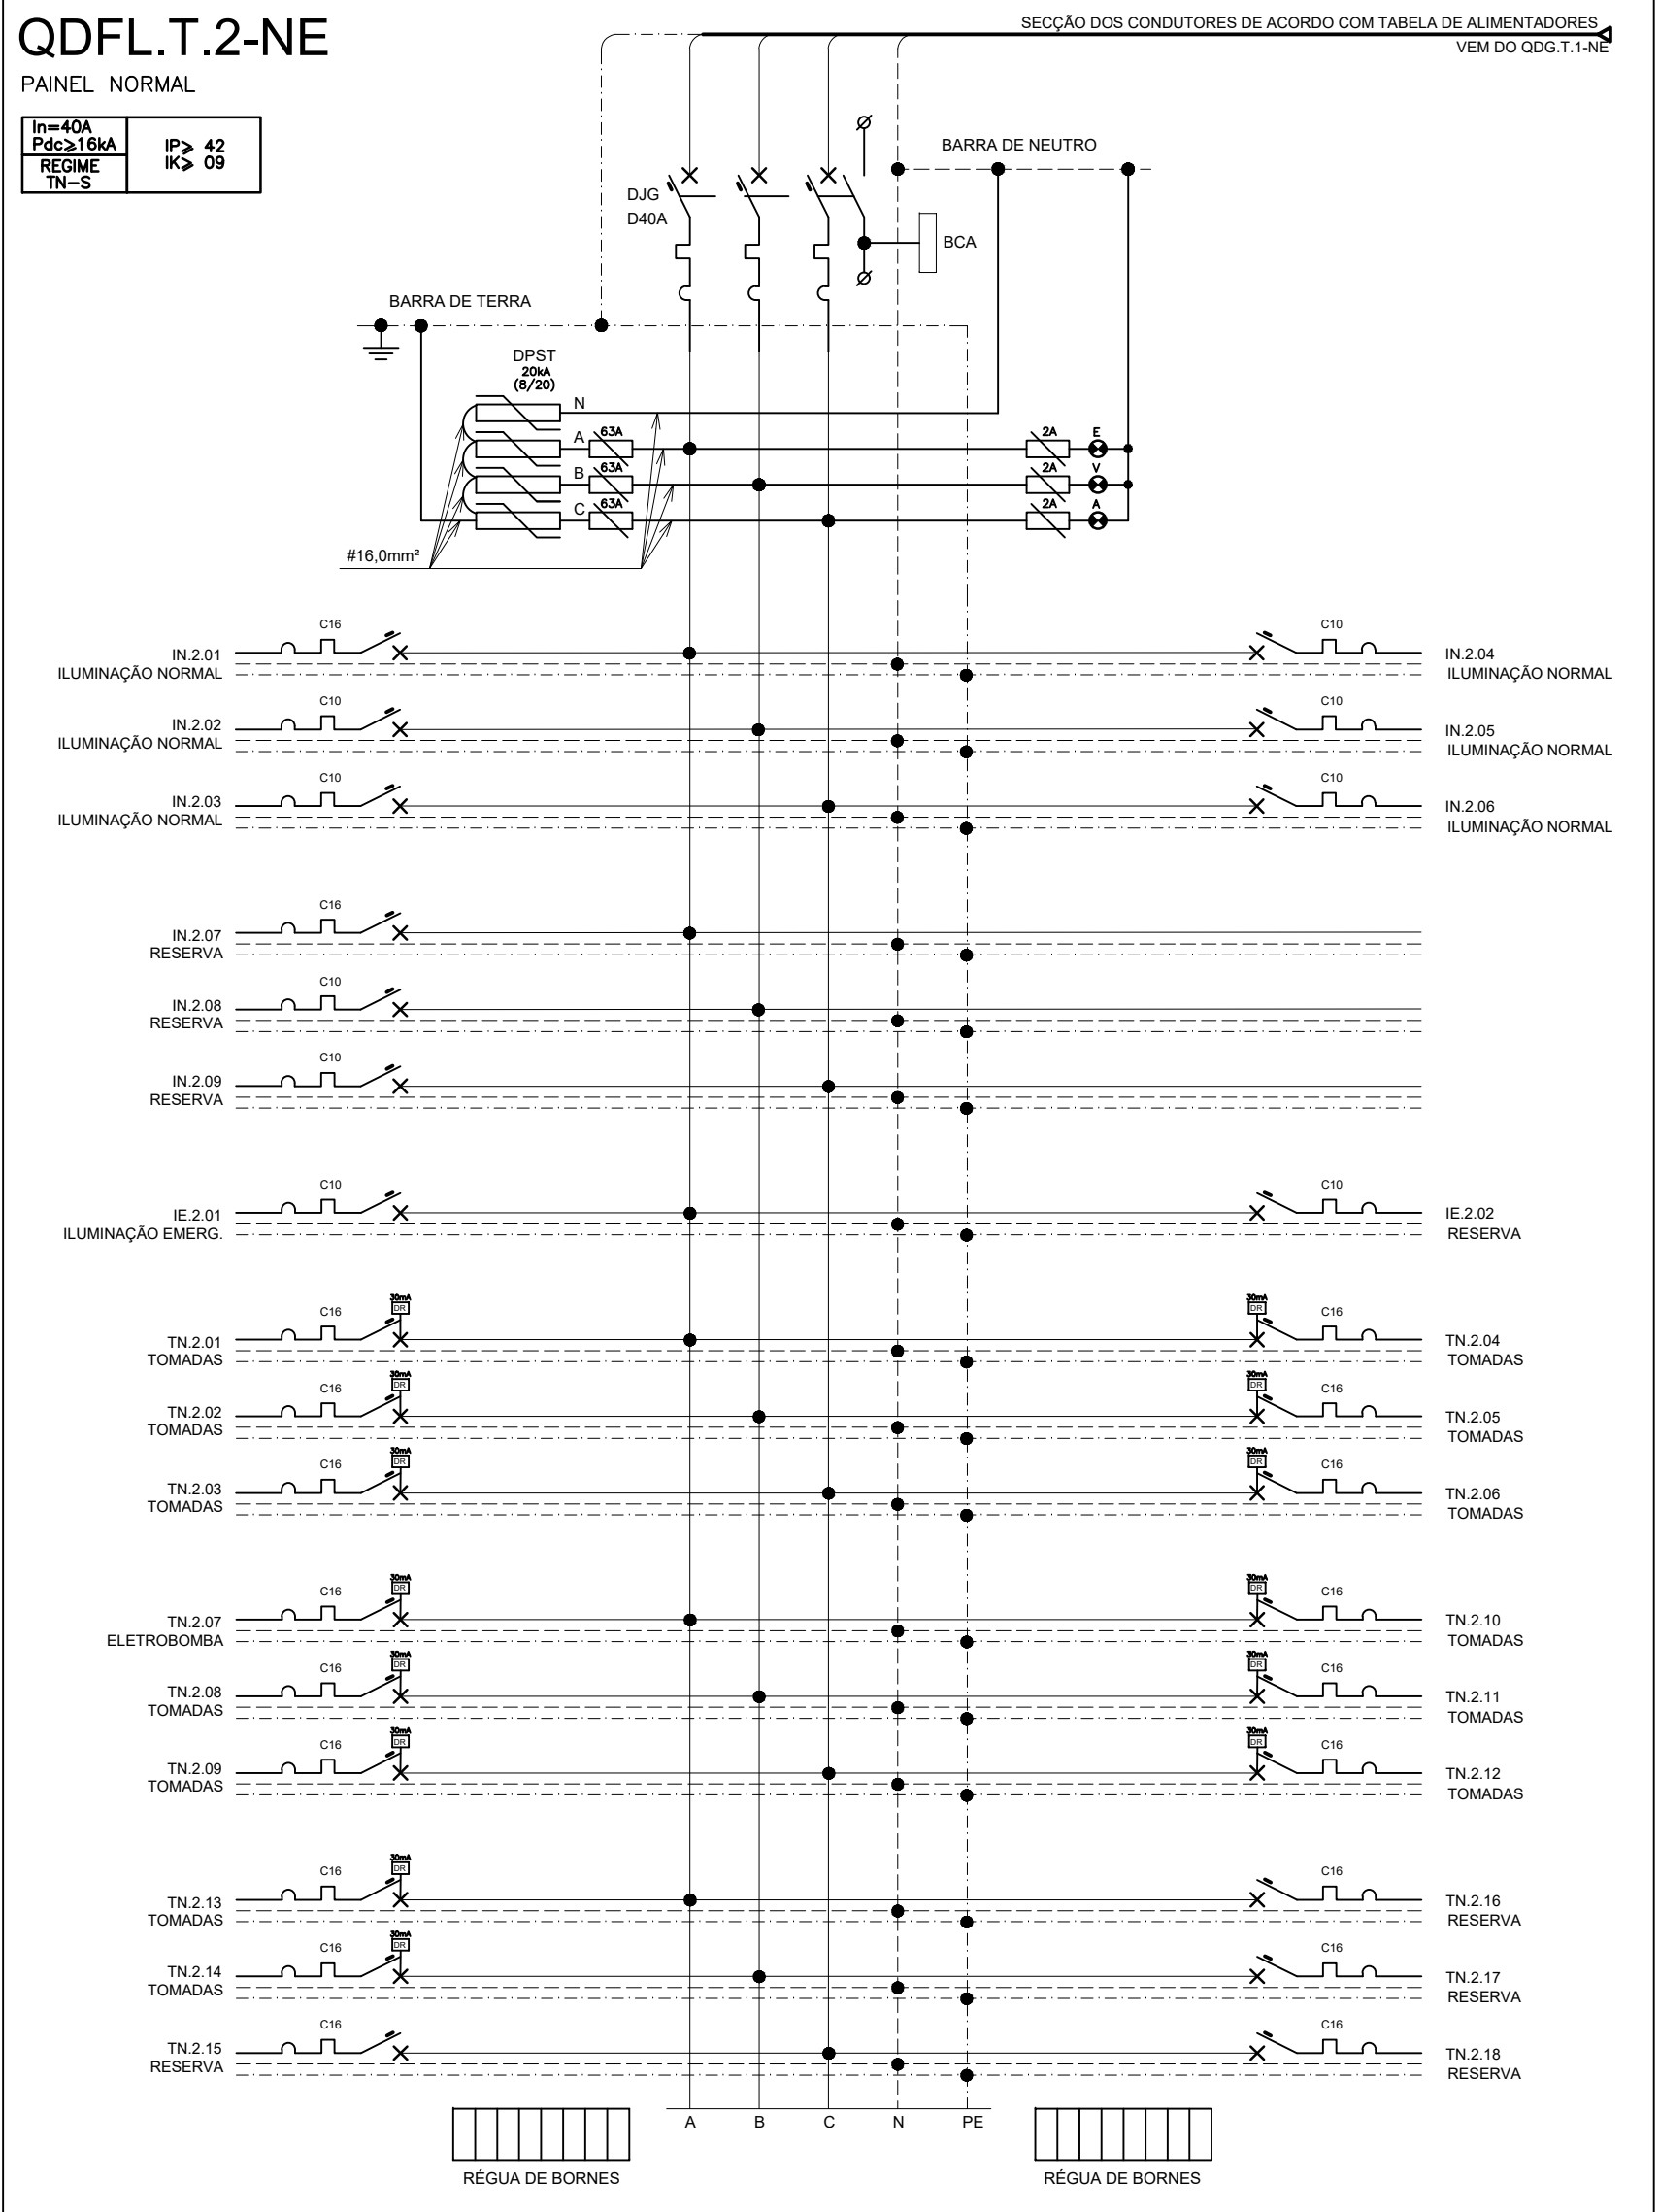 QDFL.T.2-NE
PAINEL NORMAL
In=40A
Pdc≥16kA
REGIME
TN-S
IP≥ 42
IK≥ 09
SECÇÃO DOS CONDUTORES DE ACORDO COM TABELA DE ALIMENTADORES
VEM DO QDG.T.1-NE
BARRA DE NEUTRO
DJG
D40A
BCA
BARRA DE TERRA
DPST
20kA
(8/20)
N
A 63A 2A E
B 63A 2A V
C 63A 2A A
#16,0mm²
C16 C10
IN.2.01 IN.2.04
ILUMINAÇÃO NORMAL ILUMINAÇÃO NORMAL
C10 C10
IN.2.02 IN.2.05
ILUMINAÇÃO NORMAL ILUMINAÇÃO NORMAL
C10 C10
IN.2.03 IN.2.06
ILUMINAÇÃO NORMAL ILUMINAÇÃO NORMAL
C16
IN.2.07
RESERVA
C10
IN.2.08
RESERVA
C10
IN.2.09
RESERVA
C10 C10
IE.2.01 IE.2.02
ILUMINAÇÃO EMERG. RESERVA
30mA 30mA
C16 DR DR C16
TN.2.01 TN.2.04
TOMADAS TOMADAS
30mA 30mA
C16 DR DR C16
TN.2.02 TN.2.05
TOMADAS TOMADAS
30mA 30mA
C16 DR DR C16
TN.2.03 TN.2.06
TOMADAS TOMADAS
30mA 30mA
C16 DR DR C16
TN.2.07 TN.2.10
ELETROBOMBA TOMADAS
30mA 30mA
C16 DR DR C16
TN.2.08 TN.2.11
TOMADAS TOMADAS
30mA 30mA
C16 DR DR C16
TN.2.09 TN.2.12
TOMADAS TOMADAS
30mA
C16 DR C16
TN.2.13 TN.2.16
TOMADAS RESERVA
30mA
C16 DR C16
TN.2.14 TN.2.17
TOMADAS RESERVA
C16 C16
TN.2.15 TN.2.18
RESERVA RESERVA
A B C N PE
RÉGUA DE BORNES RÉGUA DE BORNES